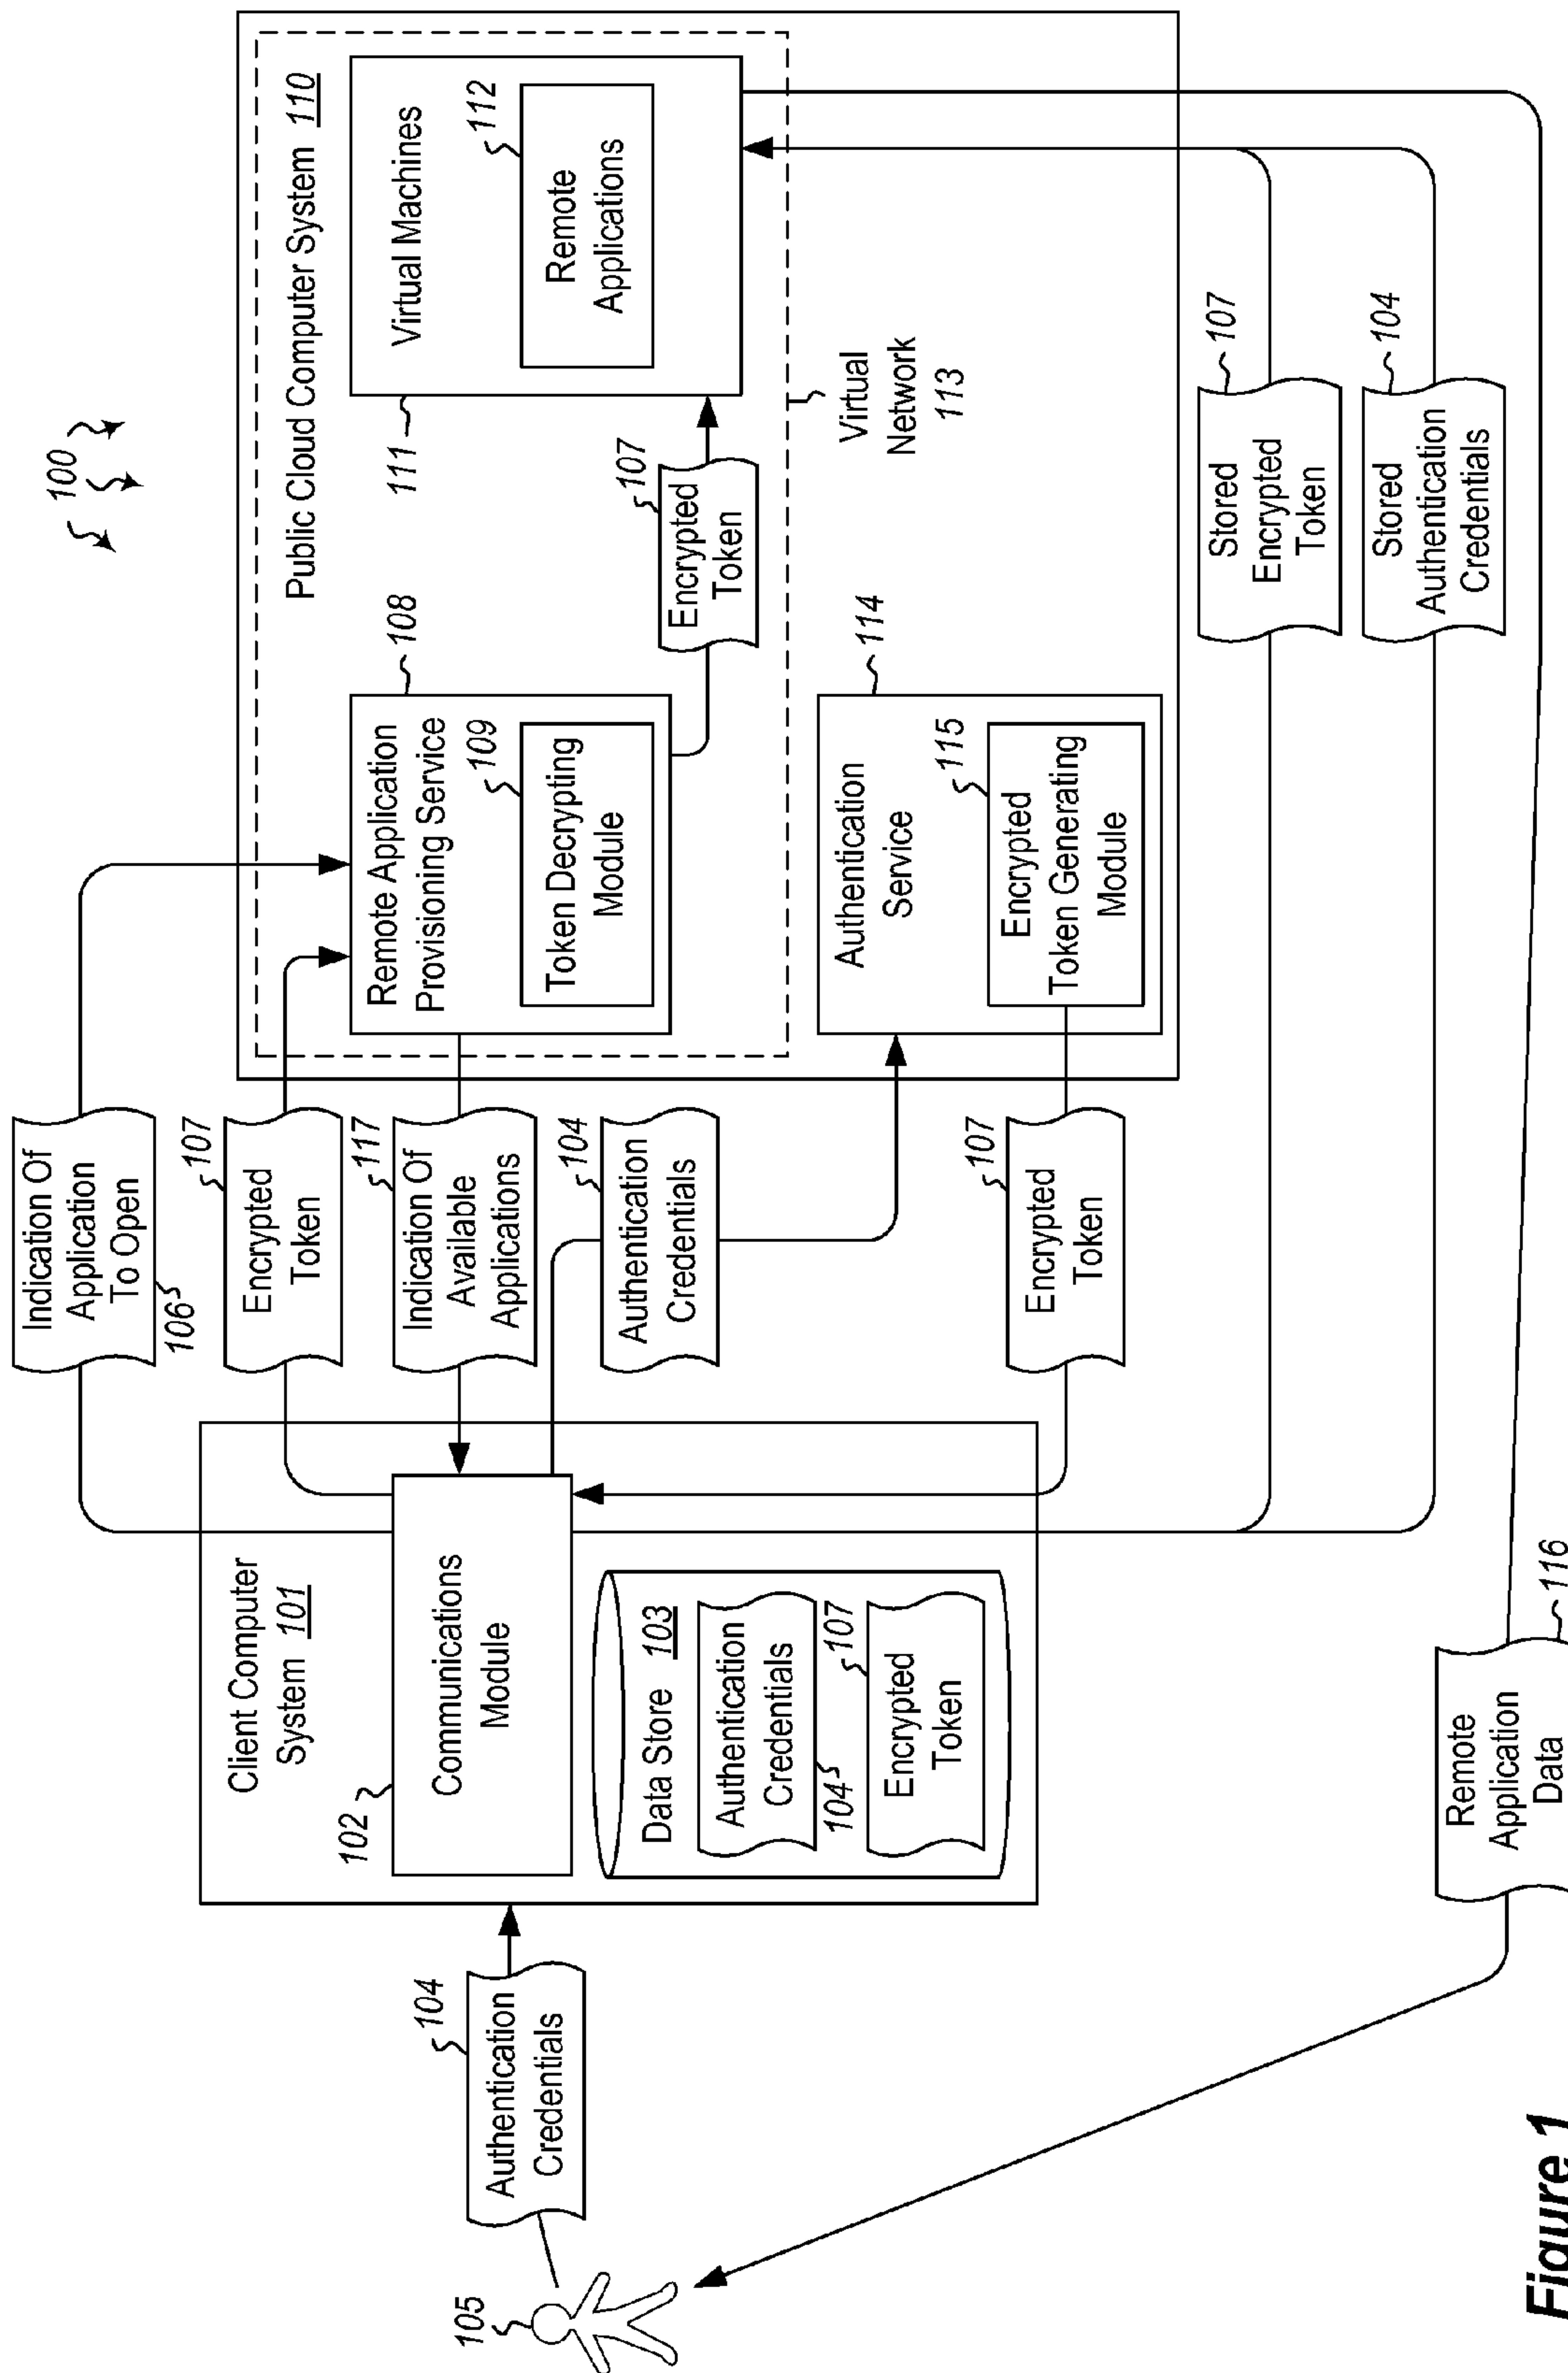 100
105
104
Authentication
Credentials
Client Computer
System 101
102
Communications
Module
Data Store 103
Authentication
Credentials
104
107
Encrypted
Token
Indication Of
Application
To Open
106
107
Encrypted
Token
117
Indication Of
Available
Applications
104
Authentication
Credentials
107
Encrypted
Token
Public Cloud Computer System 110
108
Remote Application
Provisioning Service
109
Token Decrypting
Module
107
Encrypted
Token
111
Virtual Machines
112
Remote
Applications
Virtual
Network
113
114
Authentication
Service
115
Encrypted
Token Generating
Module
107
Stored
Encrypted
Token
104
Stored
Authentication
Credentials
116
Remote
Application
Data
Figure 1